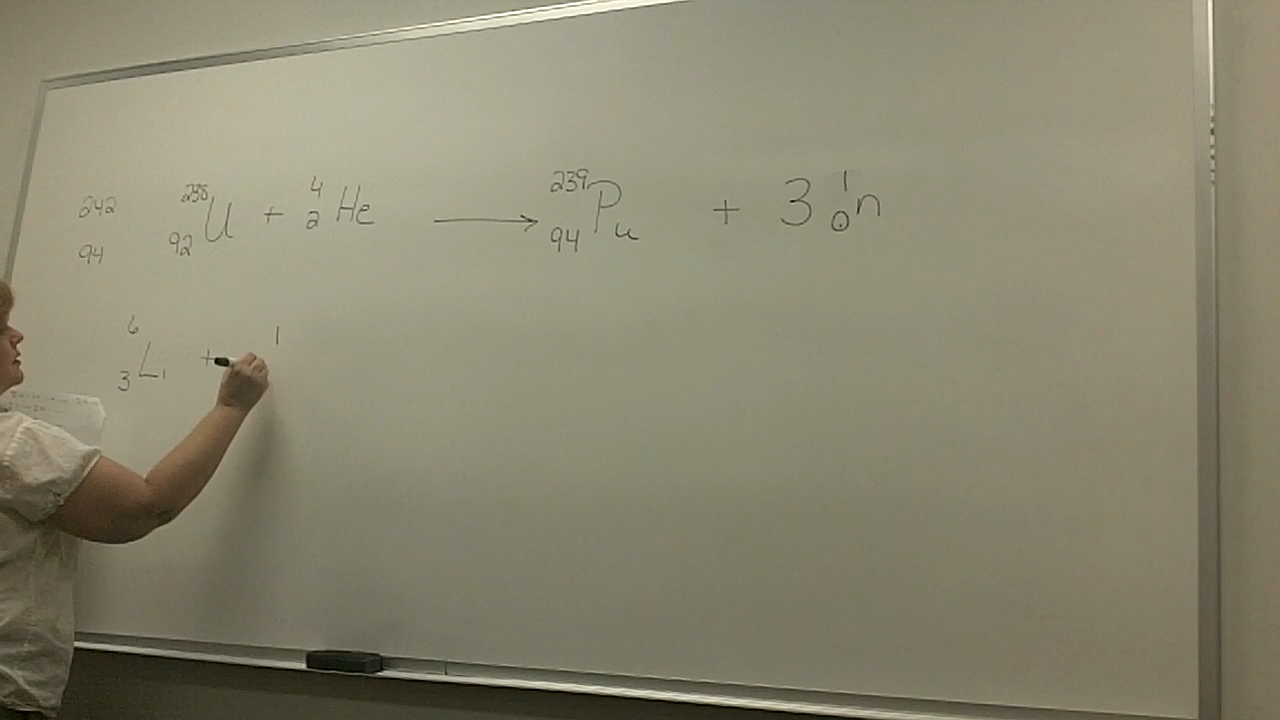 242 238 U + 4 He → 239 Pu + 3 1 n
94 92 2 94 0
6 Li + 1
3